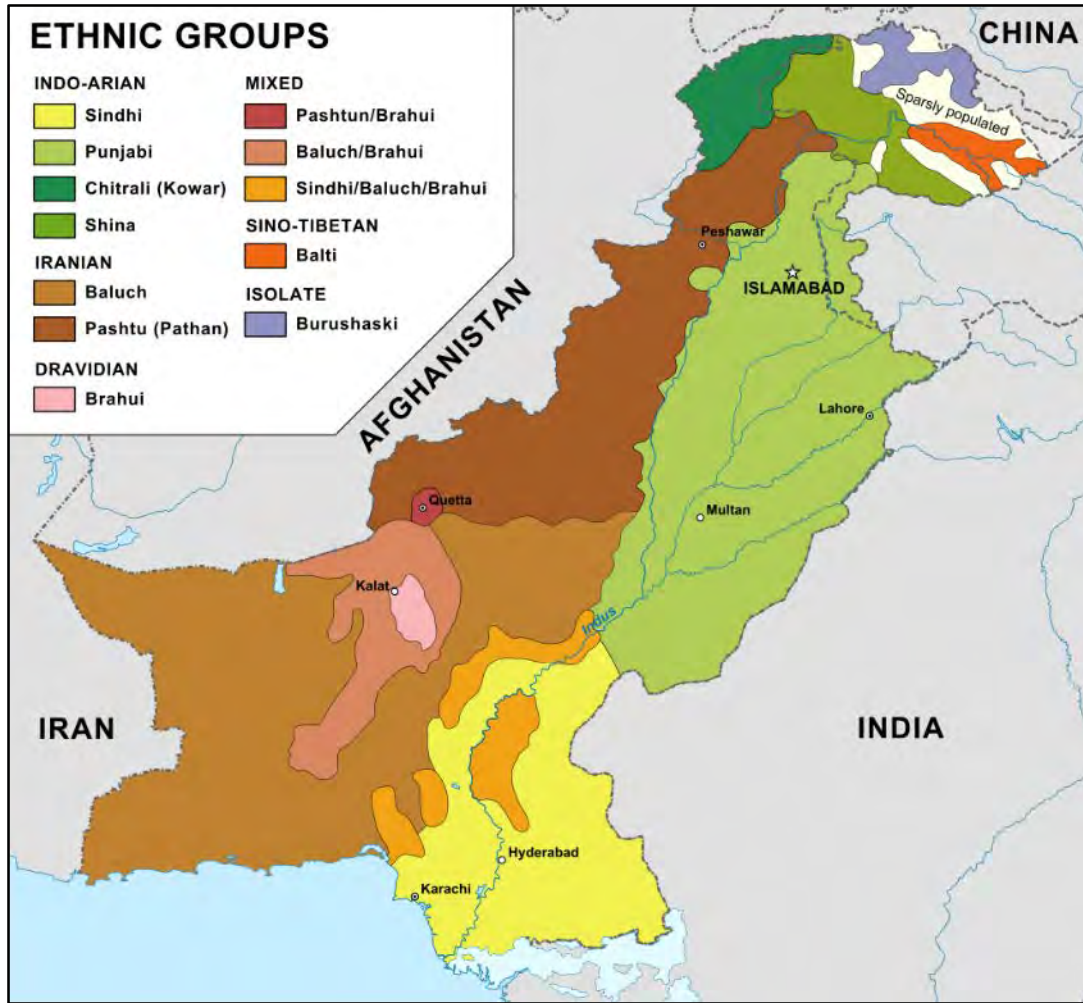 ETHNIC GROUPS
INDO-ARIAN
Sindhi
Punjabi
Chitrali (Kowar)
Shina
IRANIAN
Baluch
Pashtu (Pathan)
DRAVIDIAN
Brahui
MIXED
Pashtun/Brahui
Baluch/Brahui
Sindhi/Baluch/Brahui
SINO-TIBETAN
Balti
ISOLATE
Burushaski
CHINA
Sparsly populated
Peshawar
ISLAMABAD
AFGHANISTAN
Lahore
Quetta
Multan
Kalat
Indus
IRAN
INDIA
Hyderabad
Karachi